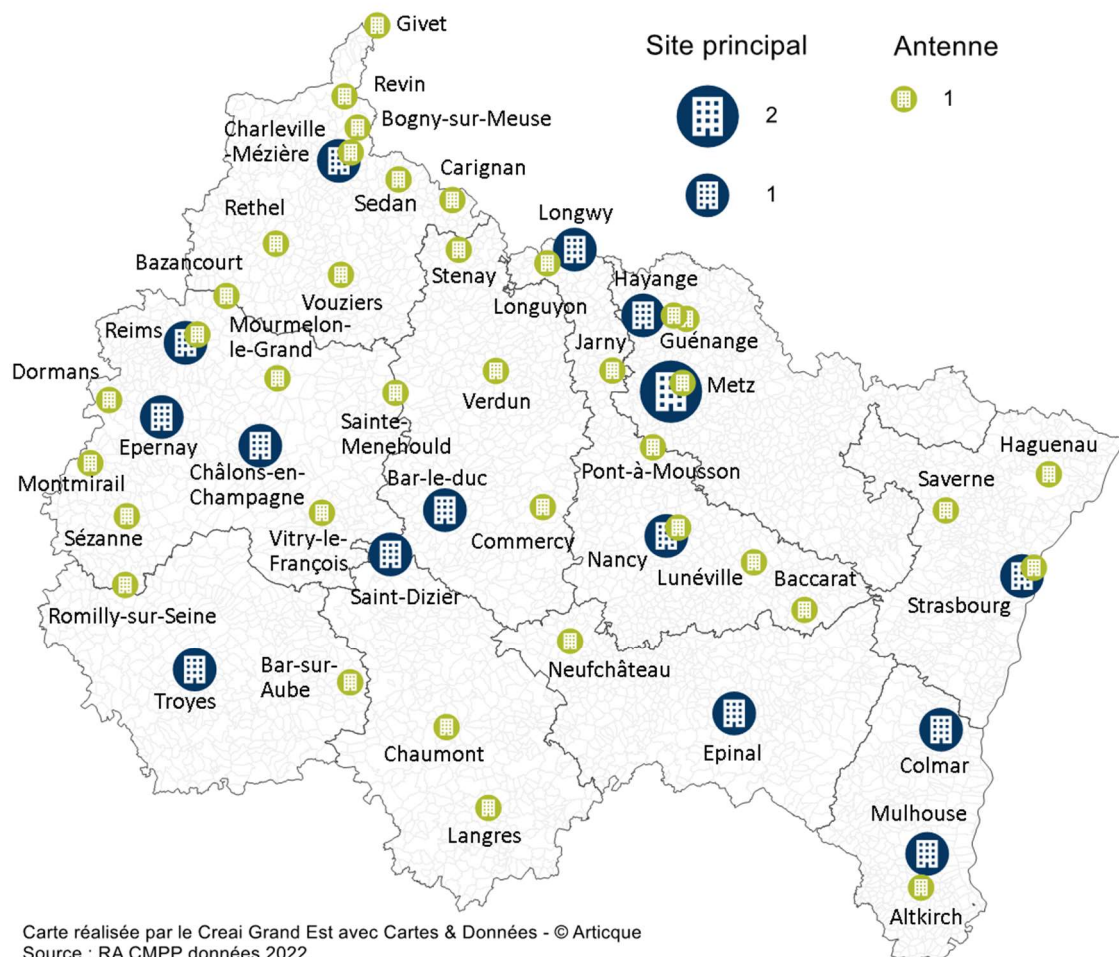 Givet
Site principal
Antenne
Revin
2
1
Bogny-sur-Meuse
Charleville
-Mézière
Carignan
1
Sedan
Rethel
Longwy
Bazancourt
Stenay
Hayange
Vouziers
Longuyon
Reims
Mourmelon-
le-Grand
Jarny
Guénange
Dormans
Metz
Verdun
Sainte-
Menehould
Epernay
Haguenau
Pont-à-Mousson
Saverne
Montmirail
Châlons-en-
Champagne
Bar-le-duc
Sézanne
Vitry-le-
François
Commercy
Nancy
Lunéville
Baccarat
Saint-Dizier
Strasbourg
Romilly-sur-Seine
Bar-sur-
Aube
Neufchâteau
Troyes
Chaumont
Epinal
Colmar
Mulhouse
Langres
Altkirch
Carte réalisée par le Creai Grand Est avec Cartes & Données - © Articque
Source : RA CMPP données 2022